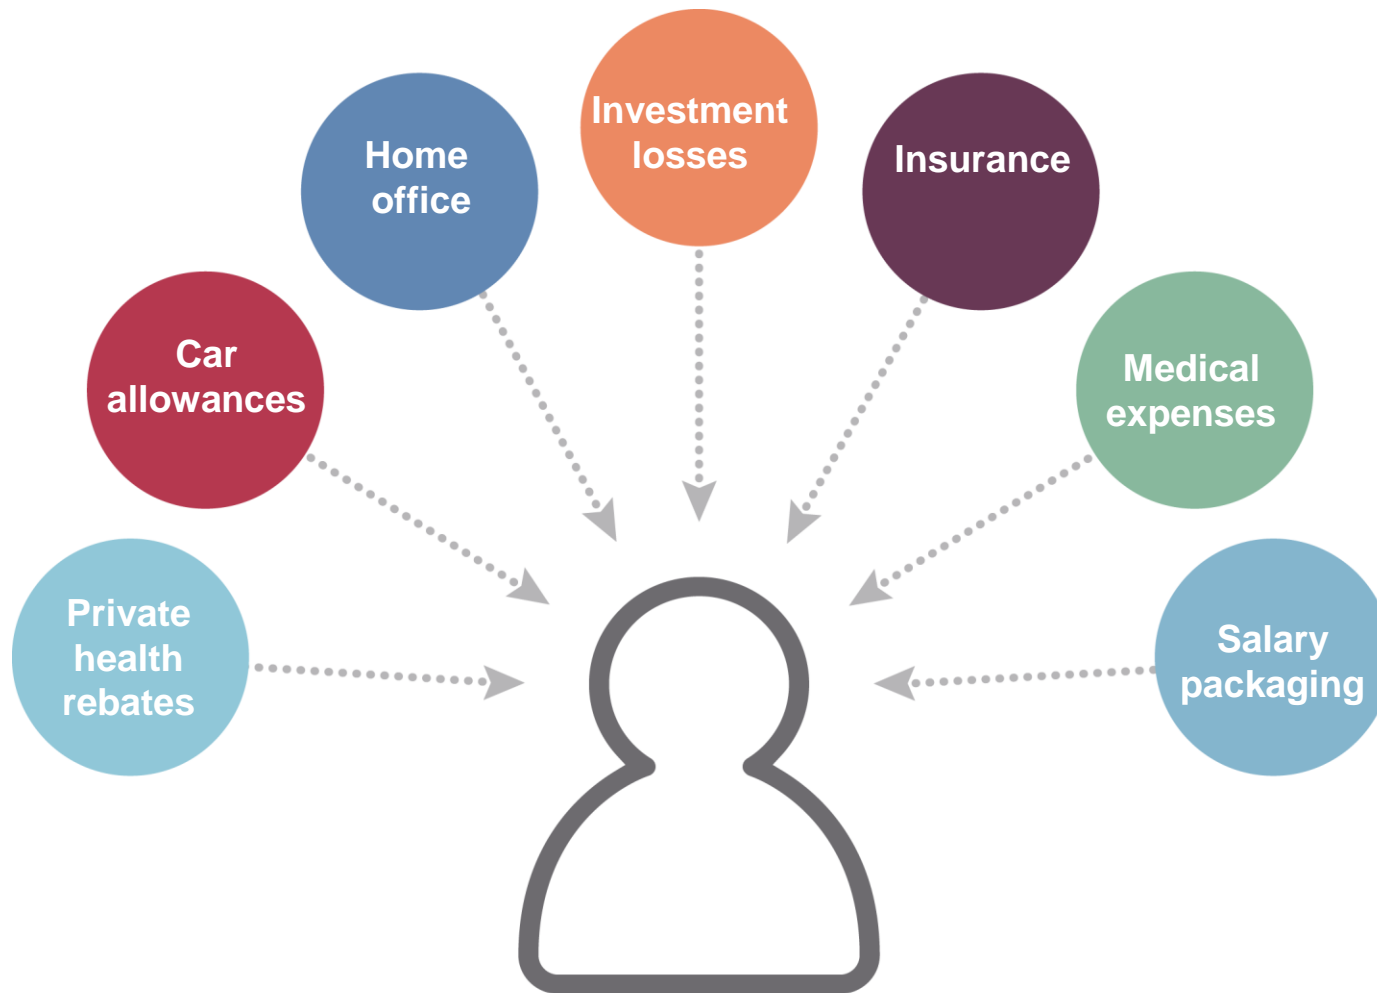 Investment
losses
Home
office
Insurance
Car
allowances
Medical
expenses
Private
health
rebates
Salary
packaging